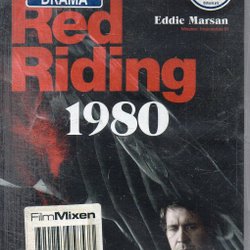 DRAMA
Eddie Marsan
Red
Riding
1980
FilmMixen